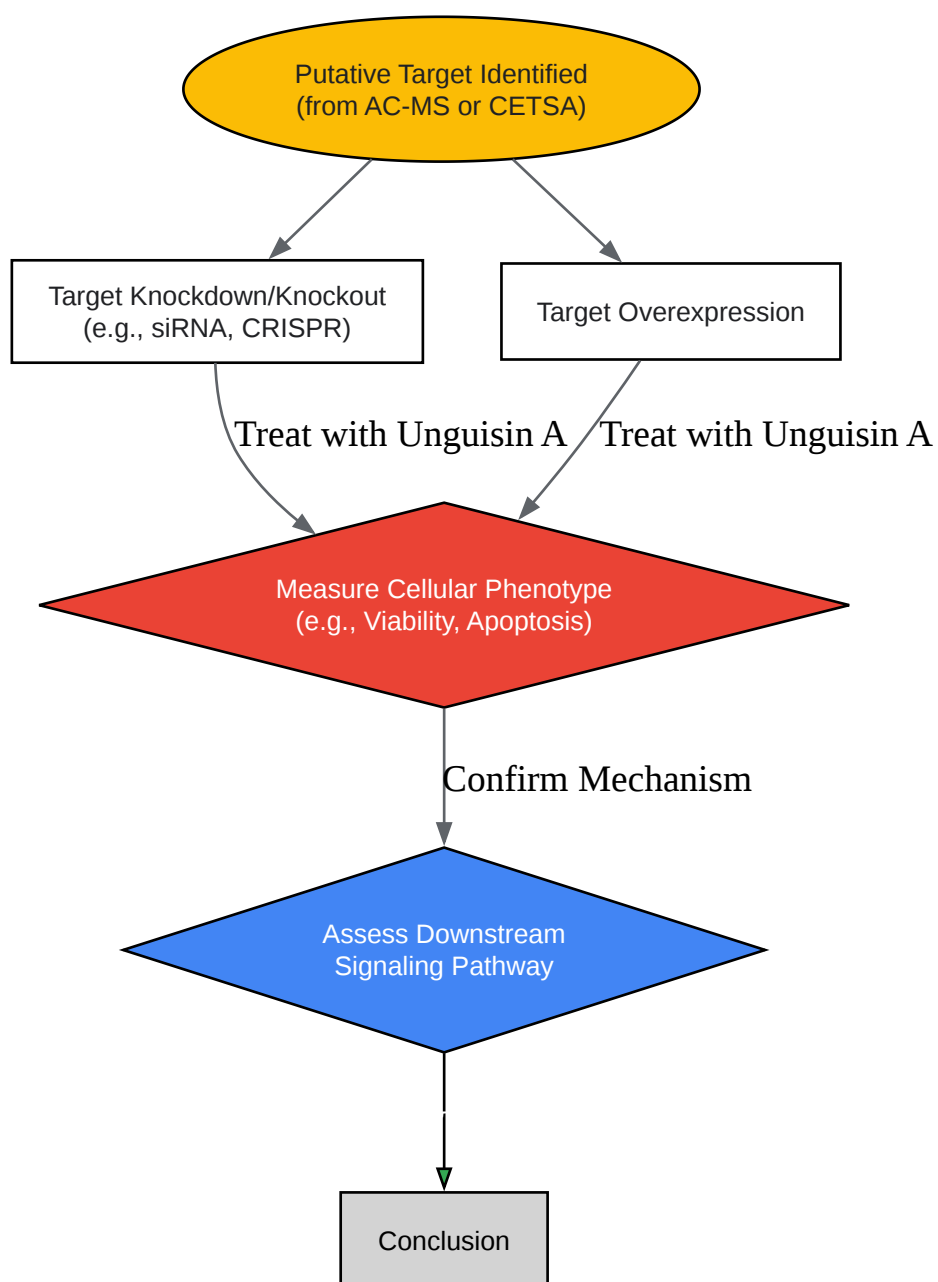 Putative Target Identified
(from AC-MS or CETSA)
Target Knockdown/Knockout
(e.g., siRNA, CRISPR)
Target Overexpression
Treat with Unguisin A
Treat with Unguisin A
Measure Cellular Phenotype
(e.g., Viability, Apoptosis)
Confirm Mechanism
Assess Downstream
Signaling Pathway
Conclusion